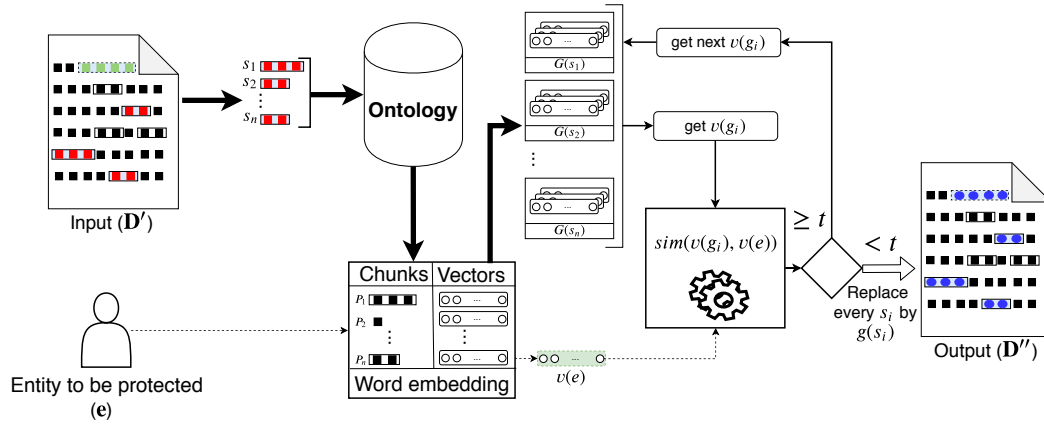 Input (D′)
s1
s2
⋮
sn
Ontology
Entity to be protected
(e)
Chunks
Vectors
P1
...
P2
...
⋮
⋮
Pn
...
Word embedding
...
v(e)
...
G(s1)
...
G(s2)
⋮
...
G(sn)
get next v(gi)
get v(gi)
sim(v(gi), v(e))
≥ t
< t
Replace
every si by
g(si)
Output (D″)